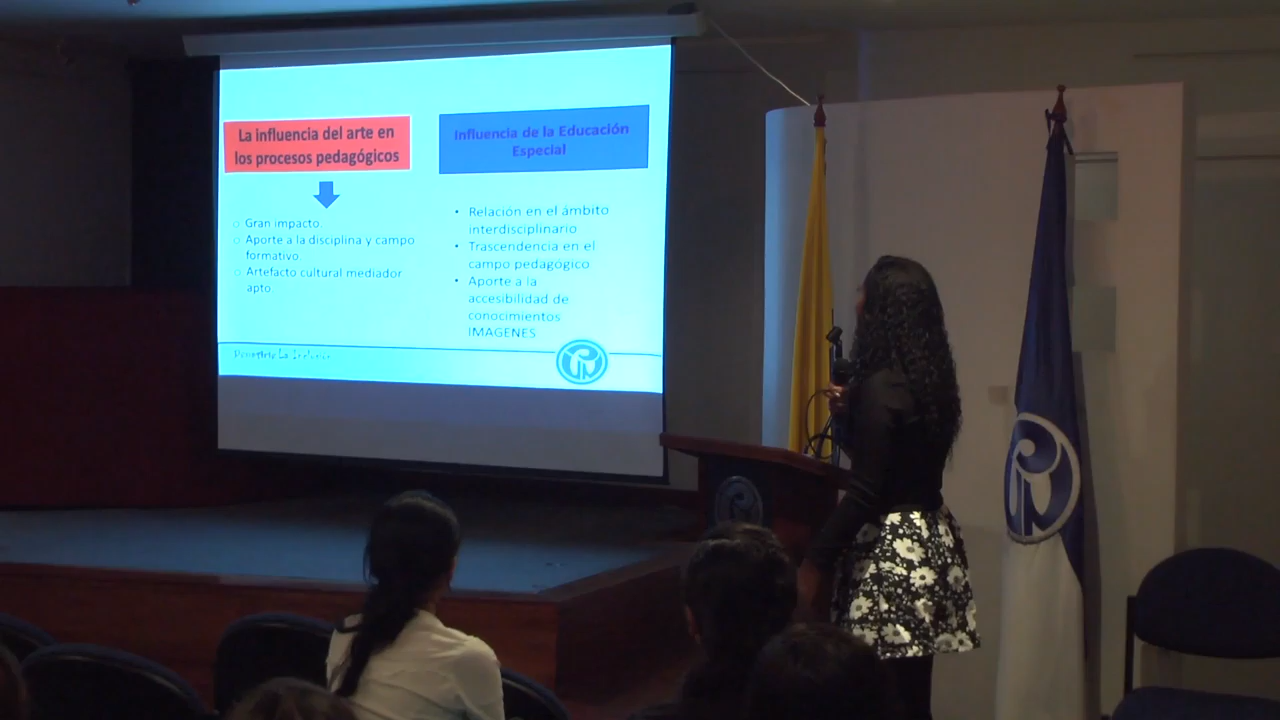 La influencia del arte en
los procesos pedagógicos
Gran impacto.
Aporte a la disciplina y campo
formativo.
Artefacto cultural mediador
apto.
Influencia de la Educación
Especial
Relación en el ámbito
interdisciplinario
Trascendencia en el
campo pedagógico
Aporte a la
accesibilidad de
conocimientos
IMAGENES
La